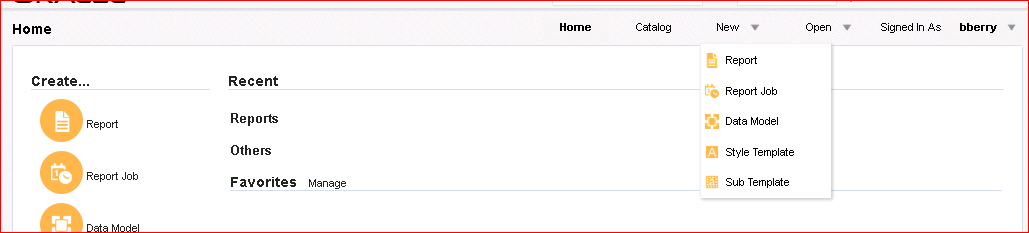 Home
Home Catalog New Open Signed In As bberry
Create...
Report
Report Job
Data Model
Recent
Reports
Others
Favorites Manage
Report
Report Job
Data Model
Style Template
Sub Template